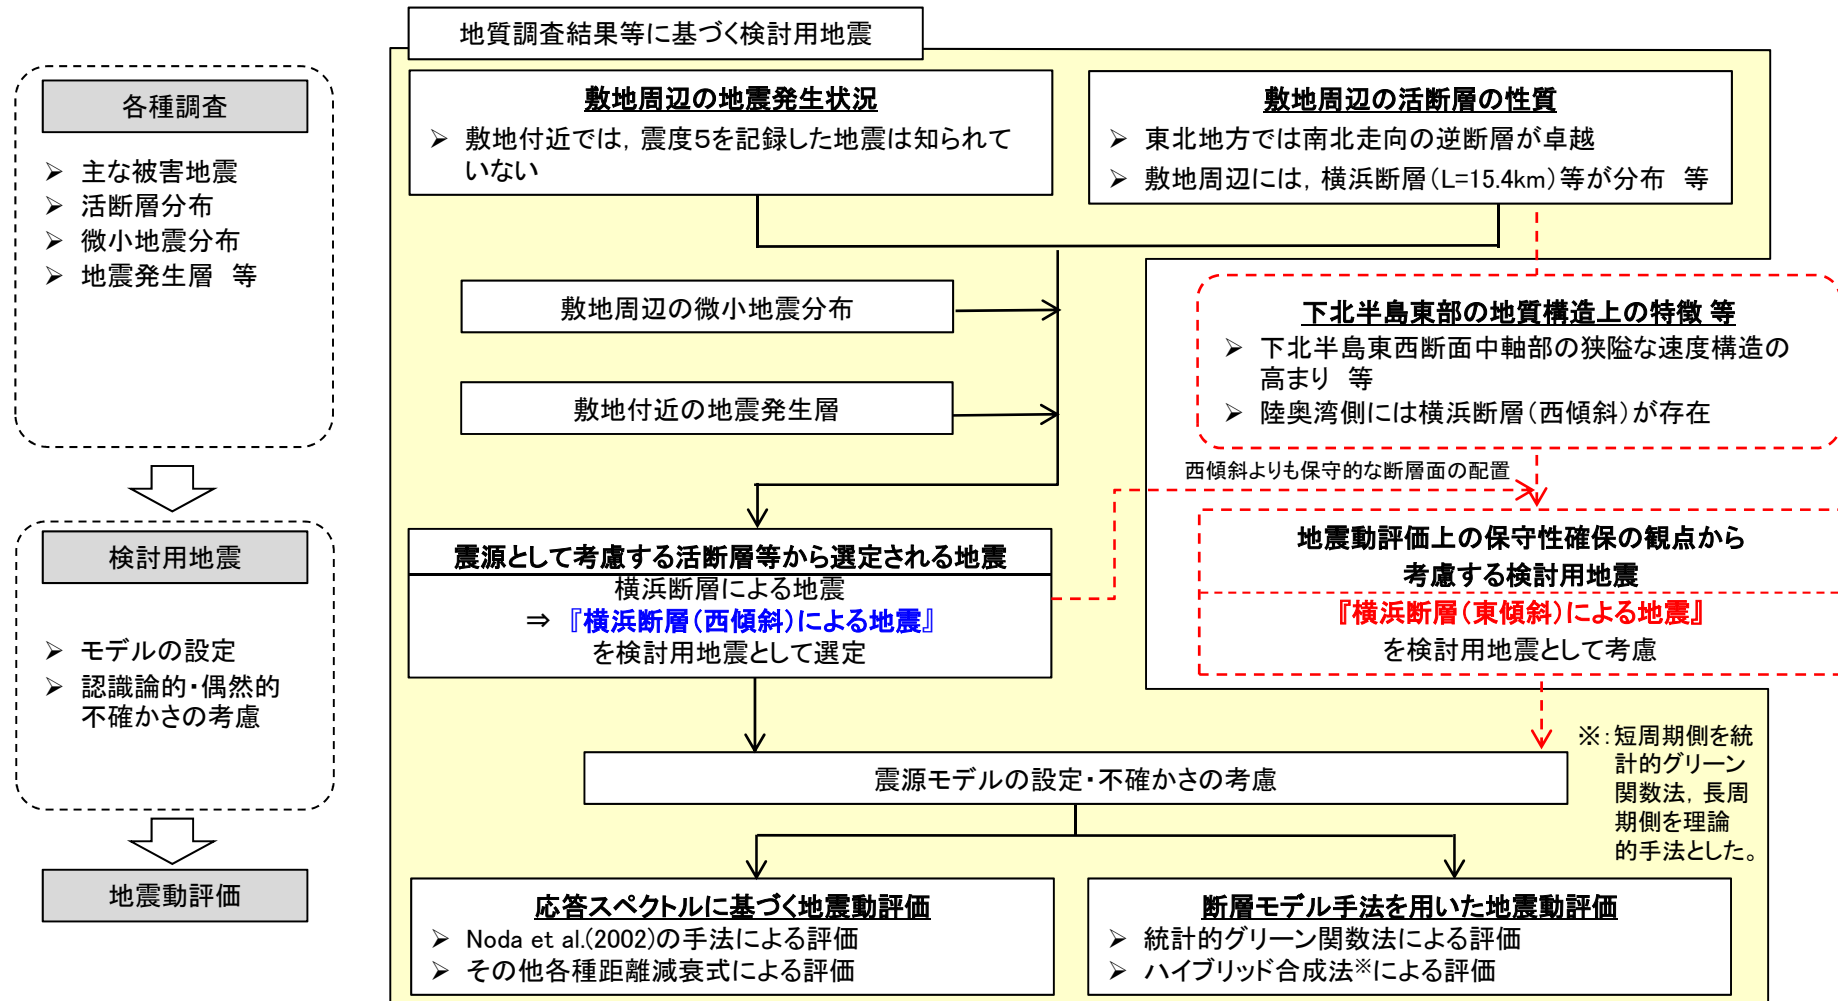 地質調査結果等に基づく検討用地震
各種調査
➢ 主な被害地震
➢ 活断層分布
➢ 微小地震分布
➢ 地震発生層　等
敷地周辺の地震発生状況
➢ 敷地付近では，震度５を記録した地震は知られて
いない
敷地周辺の活断層の性質
➢ 東北地方では南北走向の逆断層が卓越
➢ 敷地周辺には，横浜断層（L=15.4km）等が分布　等
敷地周辺の微小地震分布
敷地付近の地震発生層
下北半島東部の地質構造上の特徴 等
➢ 下北半島東西断面中軸部の狭隘な速度構造の
高まり　等
➢ 陸奥湾側には横浜断層（西傾斜）が存在
西傾斜よりも保守的な断層面の配置
検討用地震
➢ モデルの設定
➢ 認識論的・偶然的
不確かさの考慮
震源として考慮する活断層等から選定される地震
横浜断層による地震
⇒ 『横浜断層（西傾斜）による地震』
を検討用地震として選定
地震動評価上の保守性確保の観点から
考慮する検討用地震
『横浜断層（東傾斜）による地震』
を検討用地震として考慮
震源モデルの設定・不確かさの考慮
※：短周期側を統
計的グリーン
関数法，長周
期側を理論
的手法とした。
地震動評価
応答スペクトルに基づく地震動評価
➢ Noda et al.(2002)の手法による評価
➢ その他各種距離減衰式による評価
断層モデル手法を用いた地震動評価
➢ 統計的グリーン関数法による評価
➢ ハイブリッド合成法※による評価